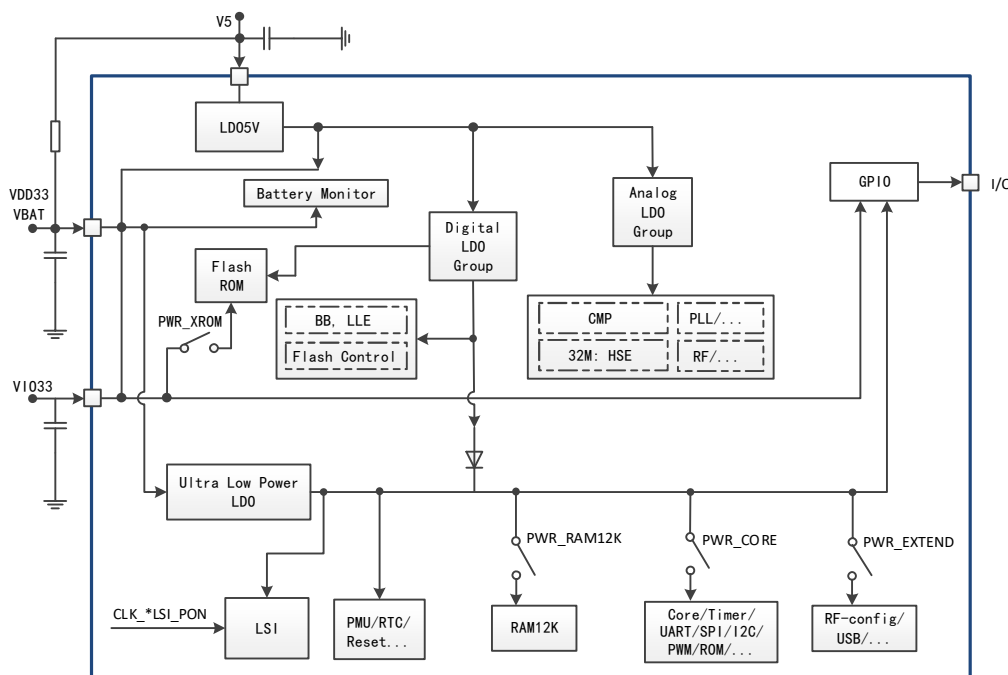 V5
LDO5V
Battery Monitor
VDD33
VBAT
Digital
LDO
Group
Analog
LDO
Group
GPIO
I/O
Flash
ROM
PWR_XROM
BB, LLE
Flash Control
CMP
PLL/...
32M: HSE
RF/...
VIO33
Ultra Low Power
LDO
PWR_RAM12K
PWR_CORE
PWR_EXTEND
CLK_*LSI_PON
LSI
PMU/RTC/
Reset...
RAM12K
Core/Timer/
UART/SPI/I2C/
PWM/ROM/...
RF-config/
USB/...